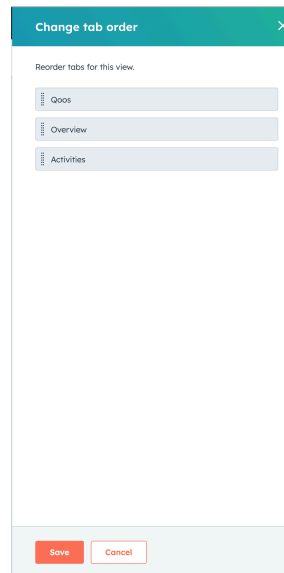 Change tab order
Reorder tabs for this view.
Qoos
Overview
Activities
Save
Cancel